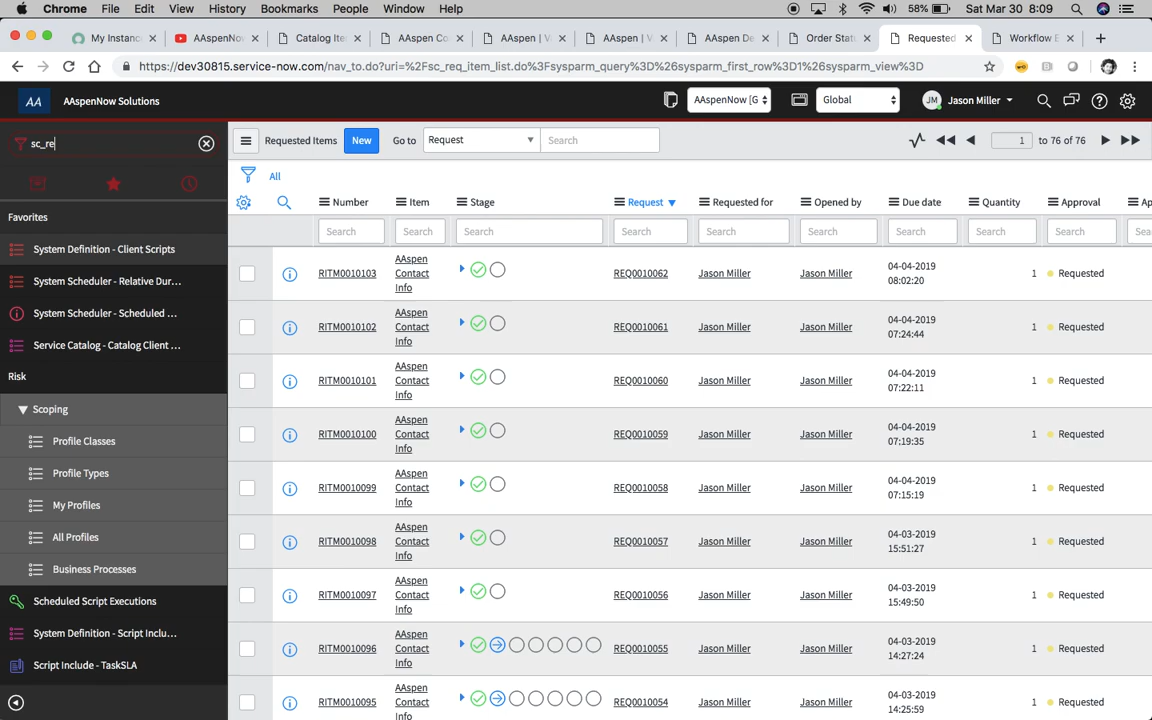 Chrome File Edit View History Bookmarks People Window Help 58% Sat Mar 30 8:09
My Instanc AAspenNow Catalog Ite AAspen Co AAspen | V AAspen | V AAspen De Order Statu Requested Workflow E
https://dev30815.service-now.com/nav_to.do?uri=%2Fsc_req_item_list.do%3Fsysparm_query%3D%26sysparm_first_row%3D1%26sysparm_view%3D
AA AAspenNow Solutions AAspenNow [G Global JM Jason Miller
sc_re Requested Items New Go to Request Search 1 to 76 of 76
All
Number Item Stage Request Requested for Opened by Due date Quantity Approval Ap
Search Search Search Search Search Search Search Search Search Sea
Favorites
System Definition - Client Scripts
System Scheduler - Relative Dur...
System Scheduler - Scheduled ...
Service Catalog - Catalog Client ...
Risk
Scoping
Profile Classes
Profile Types
My Profiles
All Profiles
Business Processes
Scheduled Script Executions
System Definition - Script Inclu...
Script Include - TaskSLA
RITM0010103 AAspen Contact Info REQ0010062 Jason Miller Jason Miller 04-04-2019 08:02:20 1 Requested
RITM0010102 AAspen Contact Info REQ0010061 Jason Miller Jason Miller 04-04-2019 07:24:44 1 Requested
RITM0010101 AAspen Contact Info REQ0010060 Jason Miller Jason Miller 04-04-2019 07:22:11 1 Requested
RITM0010100 AAspen Contact Info REQ0010059 Jason Miller Jason Miller 04-04-2019 07:19:35 1 Requested
RITM0010099 AAspen Contact Info REQ0010058 Jason Miller Jason Miller 04-04-2019 07:15:19 1 Requested
RITM0010098 AAspen Contact Info REQ0010057 Jason Miller Jason Miller 04-03-2019 15:51:27 1 Requested
RITM0010097 AAspen Contact Info REQ0010056 Jason Miller Jason Miller 04-03-2019 15:49:50 1 Requested
RITM0010096 AAspen Contact Info REQ0010055 Jason Miller Jason Miller 04-03-2019 14:27:24 1 Requested
RITM0010095 AAspen Contact Info REQ0010054 Jason Miller Jason Miller 04-03-2019 14:25:59 1 Requested